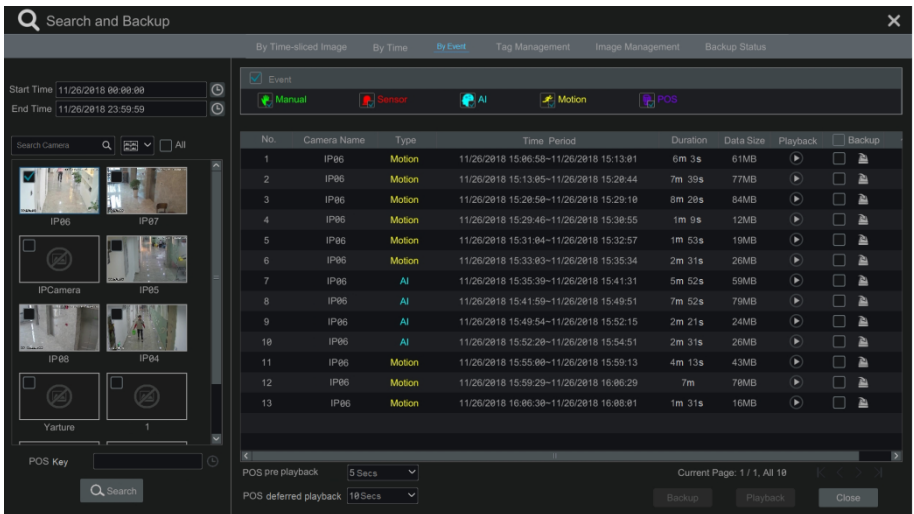 Search and Backup
By Time-sliced Image By Time By Event Tag Management Image Management Backup Status
Start Time 11/26/2018 00:00:00
End Time 11/26/2018 23:59:59
Search Camera All
IP06 IP07
IPCamera IP05
IP08 IP04
Yarture 1
POS Key
Search
Event
Manual Sensor AI Motion POS
No. Camera Name Type Time Period Duration Data Size Playback Backup
1 IP06 Motion 11/26/2018 15:06:58~11/26/2018 15:13:01 6m 3s 61MB
2 IP06 Motion 11/26/2018 15:13:05~11/26/2018 15:20:44 7m 39s 77MB
3 IP06 Motion 11/26/2018 15:20:50~11/26/2018 15:29:10 8m 20s 84MB
4 IP06 Motion 11/26/2018 15:29:46~11/26/2018 15:30:55 1m 9s 12MB
5 IP06 Motion 11/26/2018 15:31:04~11/26/2018 15:32:57 1m 53s 19MB
6 IP06 Motion 11/26/2018 15:33:03~11/26/2018 15:35:34 2m 31s 26MB
7 IP06 AI 11/26/2018 15:35:39~11/26/2018 15:41:31 5m 52s 59MB
8 IP06 AI 11/26/2018 15:41:59~11/26/2018 15:49:51 7m 52s 79MB
9 IP06 AI 11/26/2018 15:49:54~11/26/2018 15:52:15 2m 21s 24MB
10 IP06 AI 11/26/2018 15:52:20~11/26/2018 15:54:51 2m 31s 26MB
11 IP06 Motion 11/26/2018 15:55:00~11/26/2018 15:59:13 4m 13s 43MB
12 IP06 Motion 11/26/2018 15:59:29~11/26/2018 16:06:29 7m 70MB
13 IP06 Motion 11/26/2018 16:06:30~11/26/2018 16:08:01 1m 31s 16MB
POS pre playback 5 Secs Current Page: 1 / 1, All 10
POS deferred playback 10 Secs Backup Playback Close